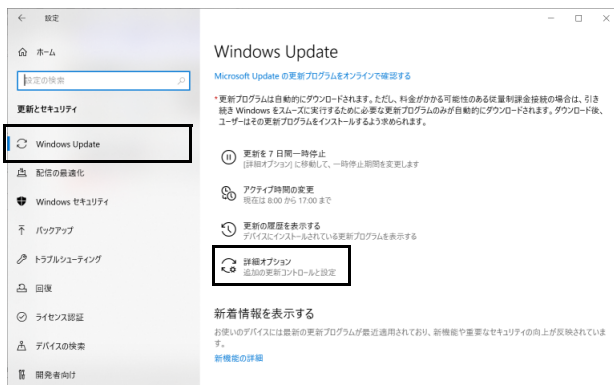 設定
ホーム
設定の検索
更新とセキュリティ
Windows Update
配信の最適化
Windows セキュリティ
バックアップ
トラブルシューティング
回復
ライセンス認証
デバイスの検索
開発者向け
Windows Update
Microsoft Update の更新プログラムをオンラインで確認する
*更新プログラムは自動的にダウンロードされます。ただし、料金がかかる可能性のある従量制課金接続の場合は、引き
続き Windows をスムーズに実行するために必要な更新プログラムのみが自動的にダウンロードされます。ダウンロード後、
ユーザーはその更新プログラムをインストールするよう求められます。
更新を 7 日間一時停止
[詳細オプション] に移動して、一時停止期間を変更します
アクティブ時間の変更
現在は 8:00 から 17:00 まで
更新の履歴を表示する
デバイスにインストールされている更新プログラムを表示する
詳細オプション
追加の更新コントロールと設定
新着情報を表示する
お使いのデバイスには最新の更新プログラムが最近適用されており、新機能や重要なセキュリティの向上が反映されていま
す。
新機能の詳細